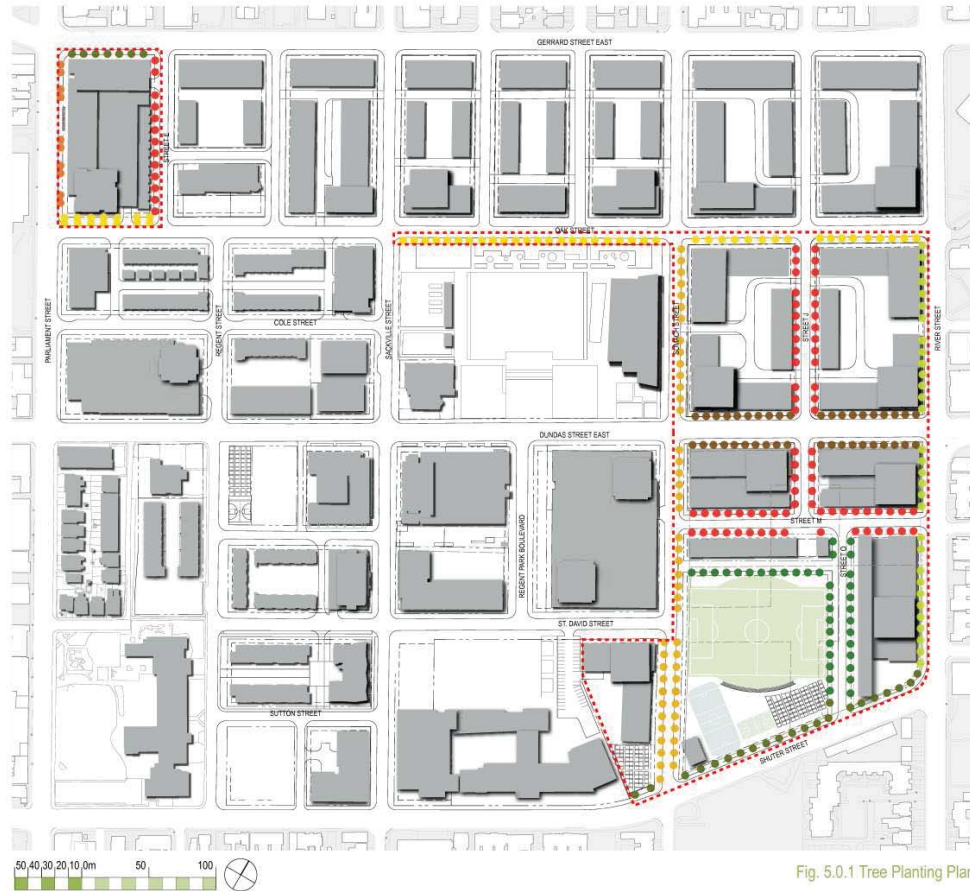 GERRARD STREET EAST
STREET E
OAK STREET
PARLIAMENT STREET
REGENT STREET
COLE STREET
SACKVILLE STREET
STREET J
RIVER STREET
DUNDAS STREET EAST
REGENT PARK BOULEVARD
STREET M
STREET Q
ST. DAVID STREET
SUTTON STREET
SHUTER STREET
50 40 30 20 10 0m 50 100
Fig. 5.0.1 Tree Planting Plan